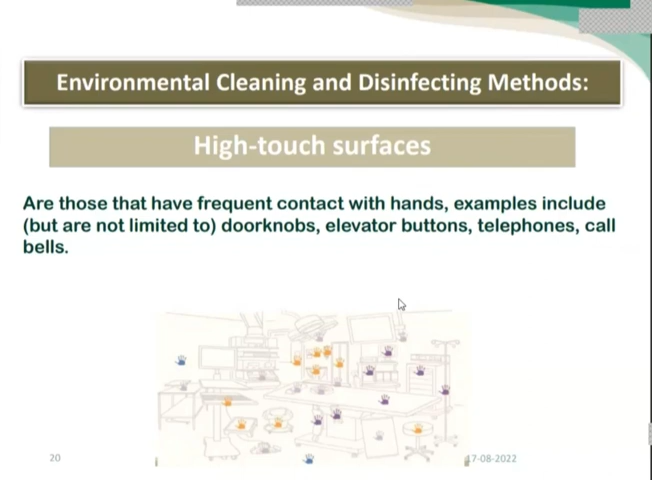 Environmental Cleaning and Disinfecting Methods:
High-touch surfaces
Are those that have frequent contact with hands, examples include
(but are not limited to) doorknobs, elevator buttons, telephones, call
bells.
20
17-08-2022